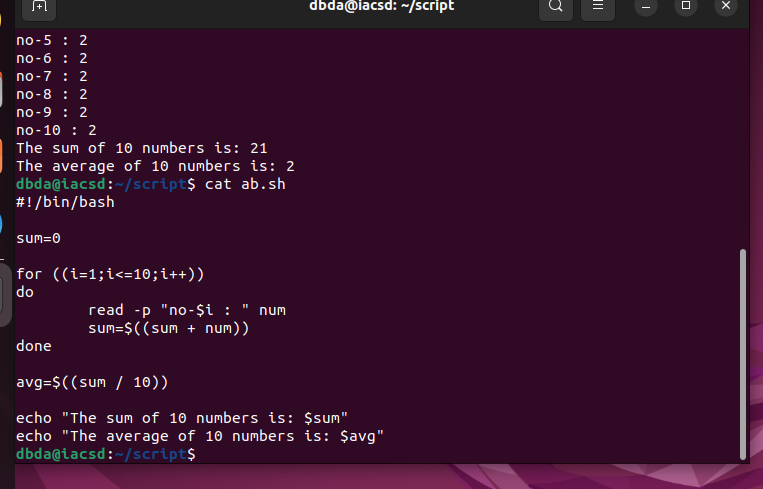 dbda@iacsd: ~/script
no-5 : 2
no-6 : 2
no-7 : 2
no-8 : 2
no-9 : 2
no-10 : 2
The sum of 10 numbers is: 21
The average of 10 numbers is: 2
dbda@iacsd:~/script$ cat ab.sh
#!/bin/bash

sum=0

for ((i=1;i<=10;i++))
do
        read -p "no-$i : " num
        sum=$((sum + num))
done

avg=$((sum / 10))

echo "The sum of 10 numbers is: $sum"
echo "The average of 10 numbers is: $avg"
dbda@iacsd:~/script$